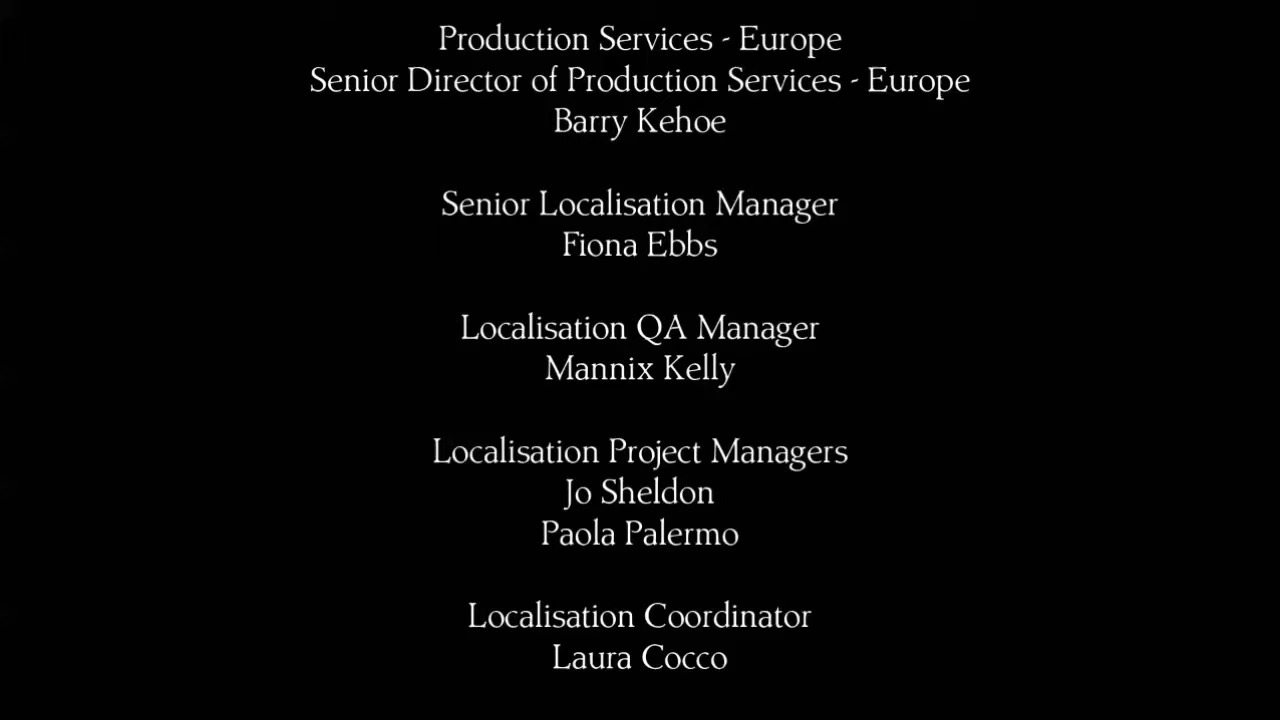 Production Services - Europe
Senior Director of Production Services - Europe
Barry Kehoe
Senior Localisation Manager
Fiona Ebbs
Localisation QA Manager
Mannix Kelly
Localisation Project Managers
Jo Sheldon
Paola Palermo
Localisation Coordinator
Laura Cocco